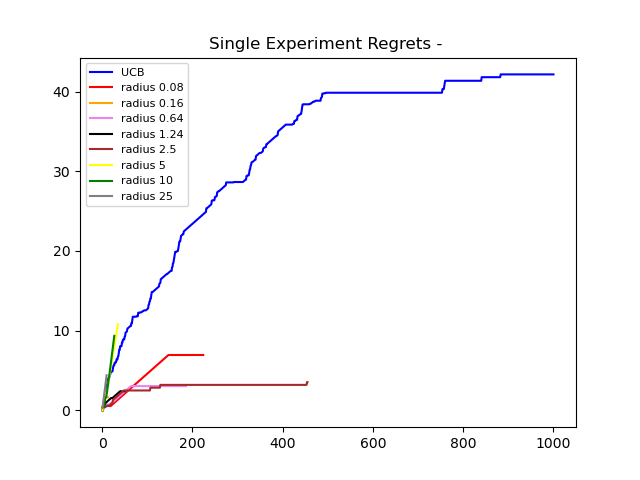 Single Experiment Regrets -
UCB
radius 0.08
radius 0.16
radius 0.64
radius 1.24
radius 2.5
radius 5
radius 10
radius 25
40
30
20
10
0
0 200 400 600 800 1000